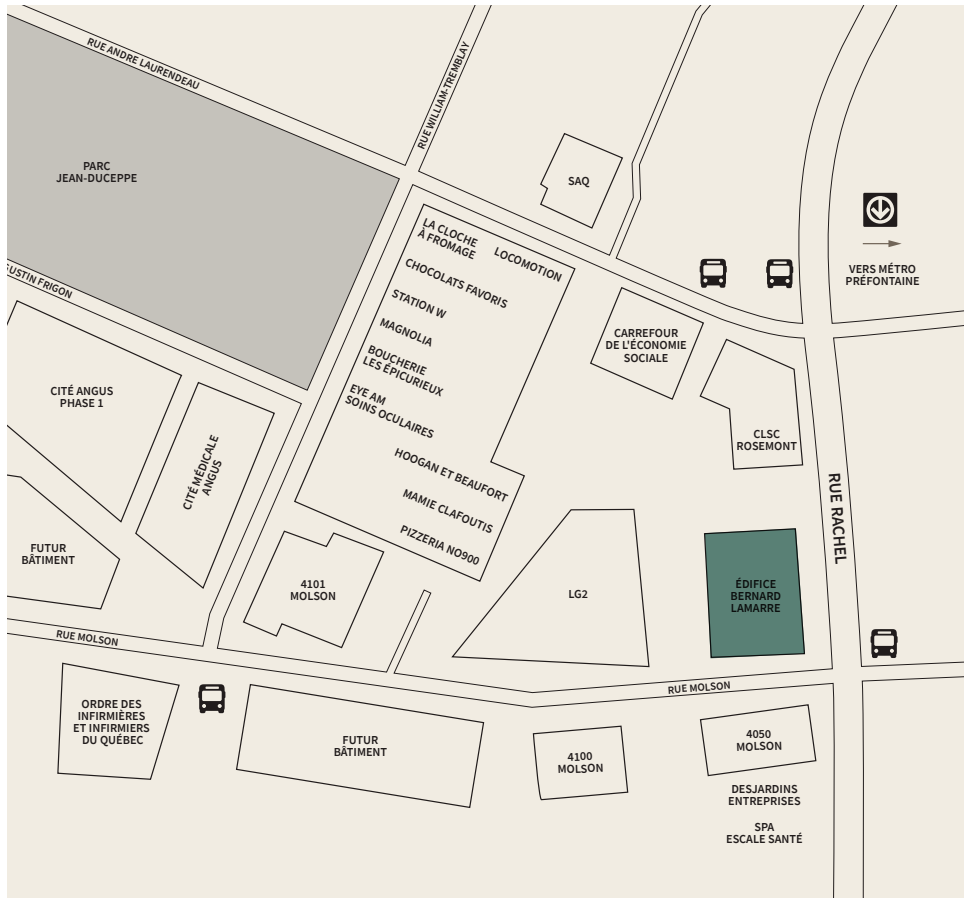 RUE ANDRE LAURENDEAU
RUE WILLIAM-TREMBLAY
PARC
JEAN-DUCEPPE
SAQ
VERS MÉTRO
PRÉFONTAINE
LA CLOCHE
À FROMAGE
LOCOMOTION
CHOCOLATS FAVORIS
STATION W
MAGNOLIA
BOUCHERIE
LES ÉPICURIEUX
EYE AM
SOINS OCULAIRES
HOOGAN ET BEAUFORT
MAMIE CLAFOUTIS
PIZZERIA NO900
USTIN FRIGON
CARREFOUR
DE L'ÉCONOMIE
SOCIALE
CLSC
ROSEMONT
CITÉ ANGUS
PHASE 1
CITÉ MÉDICALE
ANGUS
RUE RACHEL
FUTUR
BÂTIMENT
4101
MOLSON
LG2
ÉDIFICE
BERNARD
LAMARRE
RUE MOLSON
RUE MOLSON
ORDRE DES
INFIRMIÈRES
ET INFIRMIERS
DU QUÉBEC
FUTUR
BÂTIMENT
4100
MOLSON
4050
MOLSON
DESJARDINS
ENTREPRISES
SPA
ESCALE SANTÉ